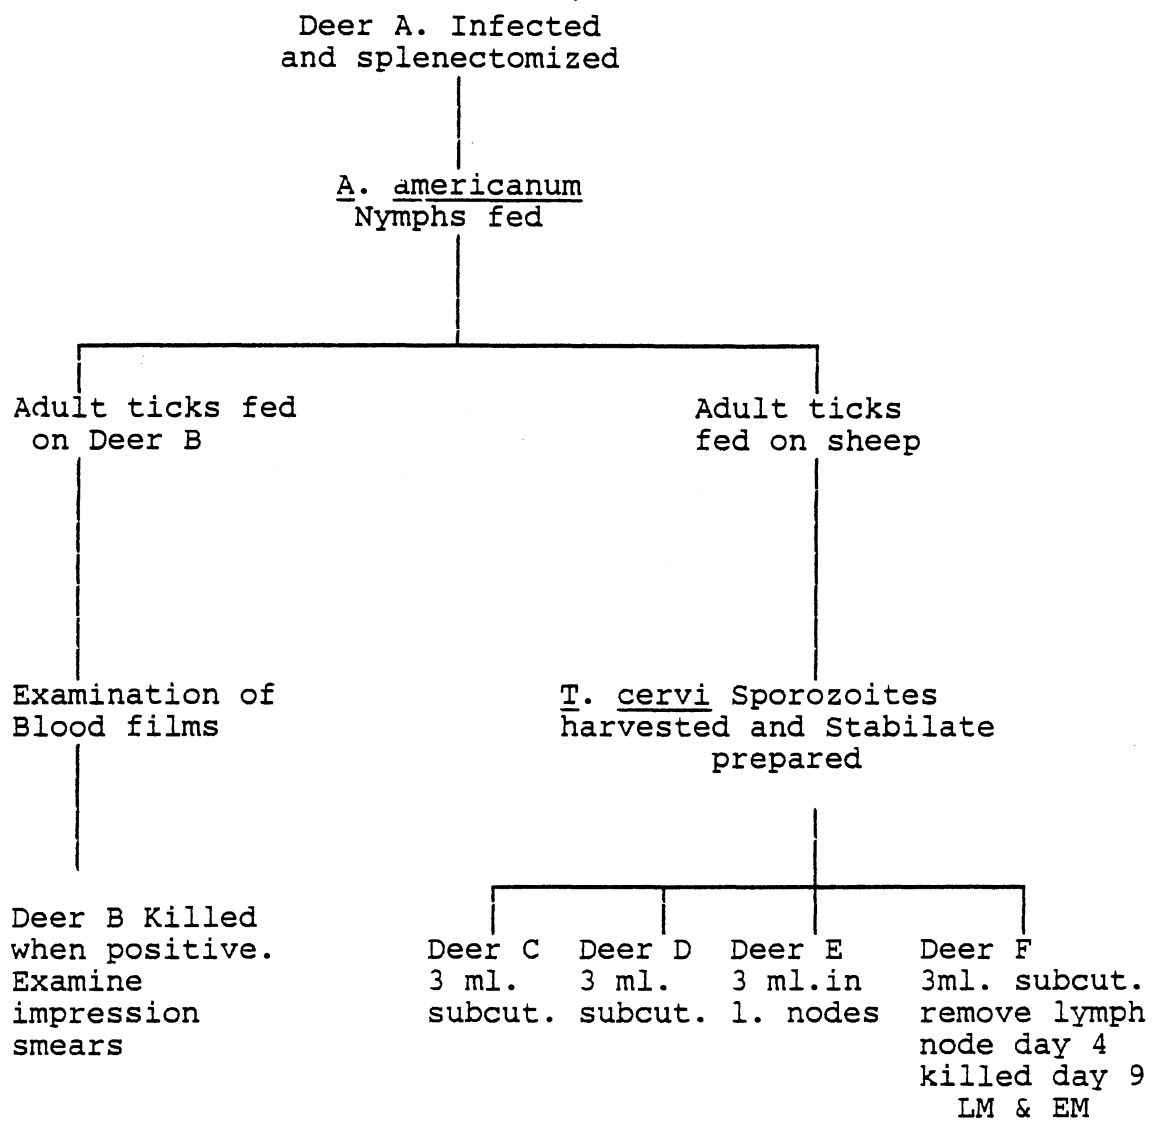 Deer A. Infected
and splenectomized
A. americanum
Nymphs fed
Adult ticks fed
on Deer B
Adult ticks
fed on sheep
Examination of
Blood films
T. cervi Sporozoites
harvested and Stabilate
prepared
Deer B Killed
when positive.
Examine
impression
smears
Deer C
3 ml.
subcut.
Deer D
3 ml.
subcut.
Deer E
3 ml.in
l. nodes
Deer F
3ml. subcut.
remove lymph
node day 4
killed day 9
LM & EM